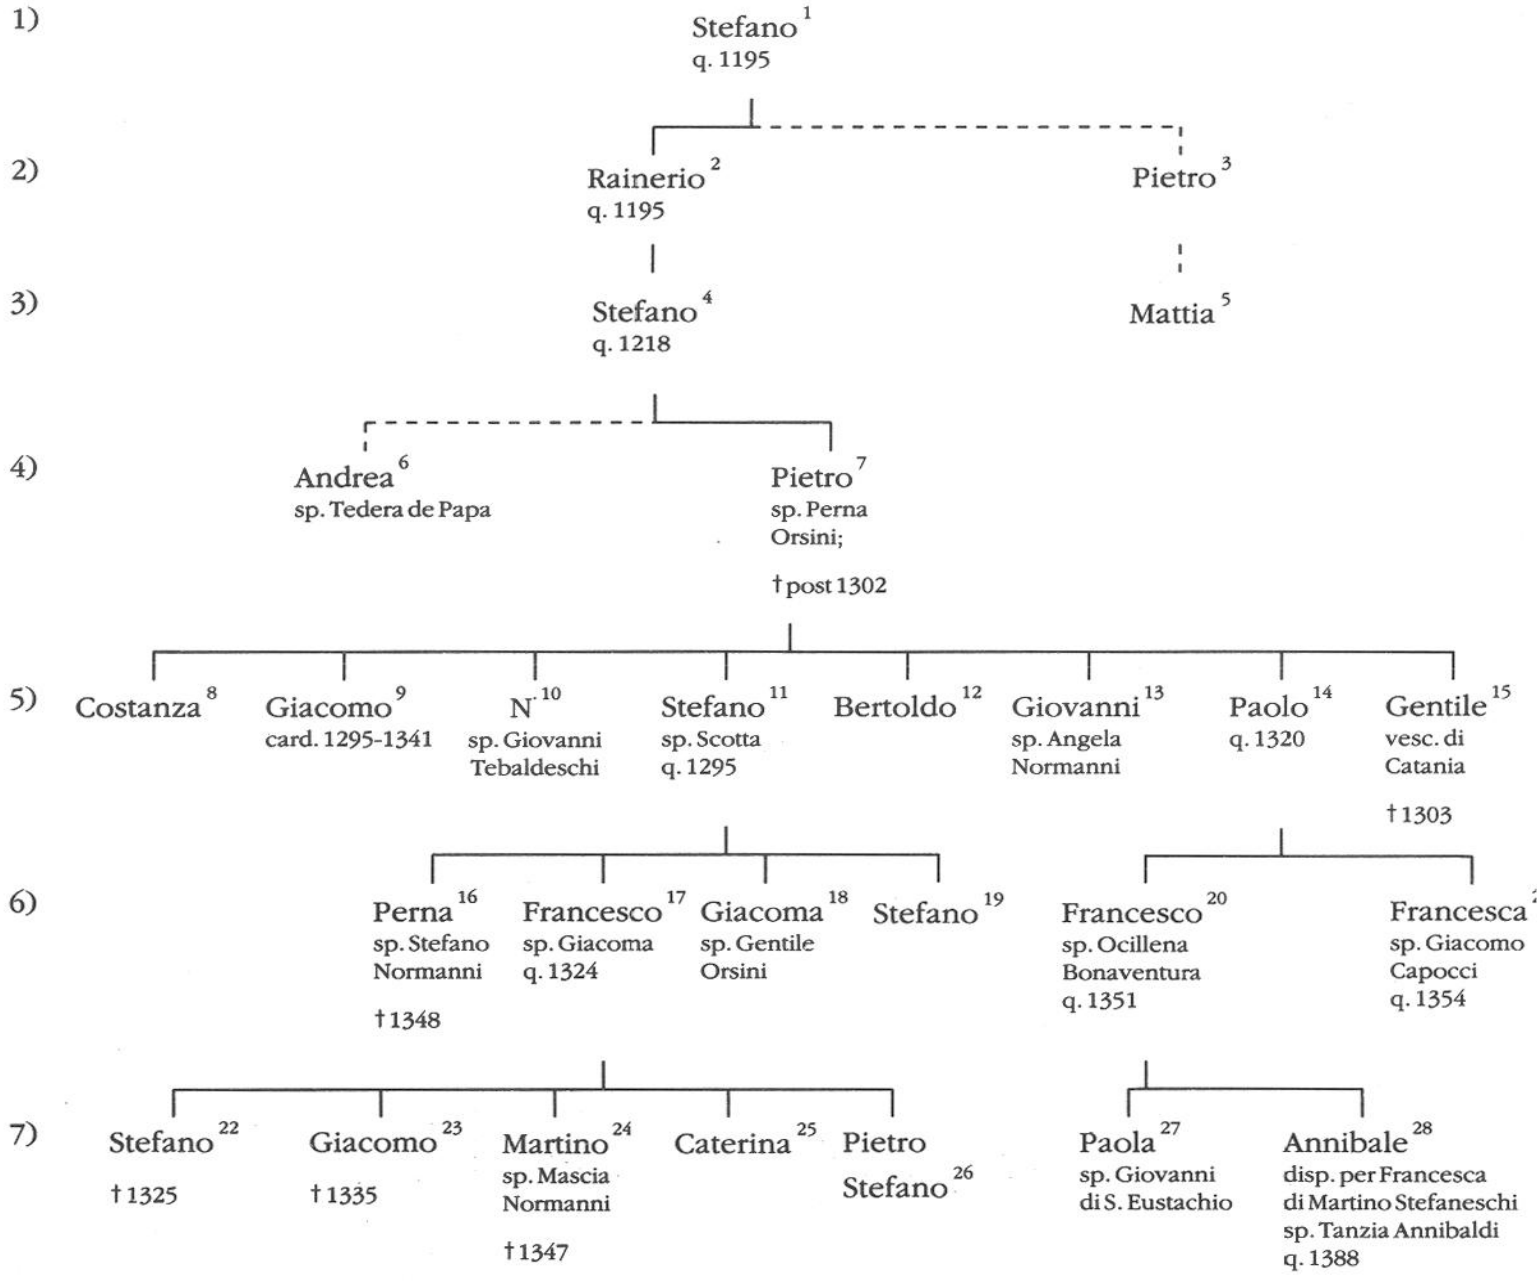 1)
Stefano 1
q. 1195
2)
Rainerio 2
q. 1195
Pietro 3
3)
Stefano 4
q. 1218
Mattia 5
4)
Andrea 6
sp. Tedera de Papa
Pietro 7
sp. Perna
Orsini;
† post 1302
5)
Costanza 8
Giacomo 9
card. 1295-1341
N. 10
sp. Giovanni
Tebaldeschi
Stefano 11
sp. Scotta
q. 1295
Bertoldo 12
Giovanni 13
sp. Angela
Normanni
Paolo 14
q. 1320
Gentile 15
vesc. di
Catania
† 1303
6)
Perna 16
sp. Stefano
Normanni
† 1348
Francesco 17
sp. Giacoma
q. 1324
Giacoma 18
sp. Gentile
Orsini
Stefano 19
Francesco 20
sp. Ocillena
Bonaventura
q. 1351
Francesca
sp. Giacomo
Capocci
q. 1354
7)
Stefano 22
† 1325
Giacomo 23
† 1335
Martino 24
sp. Mascia
Normanni
† 1347
Caterina 25
Pietro
Stefano 26
Paola 27
sp. Giovanni
di S. Eustachio
Annibale 28
disp. per Francesca
di Martino Stefaneschi
sp. Tanzia Annibaldi
q. 1388